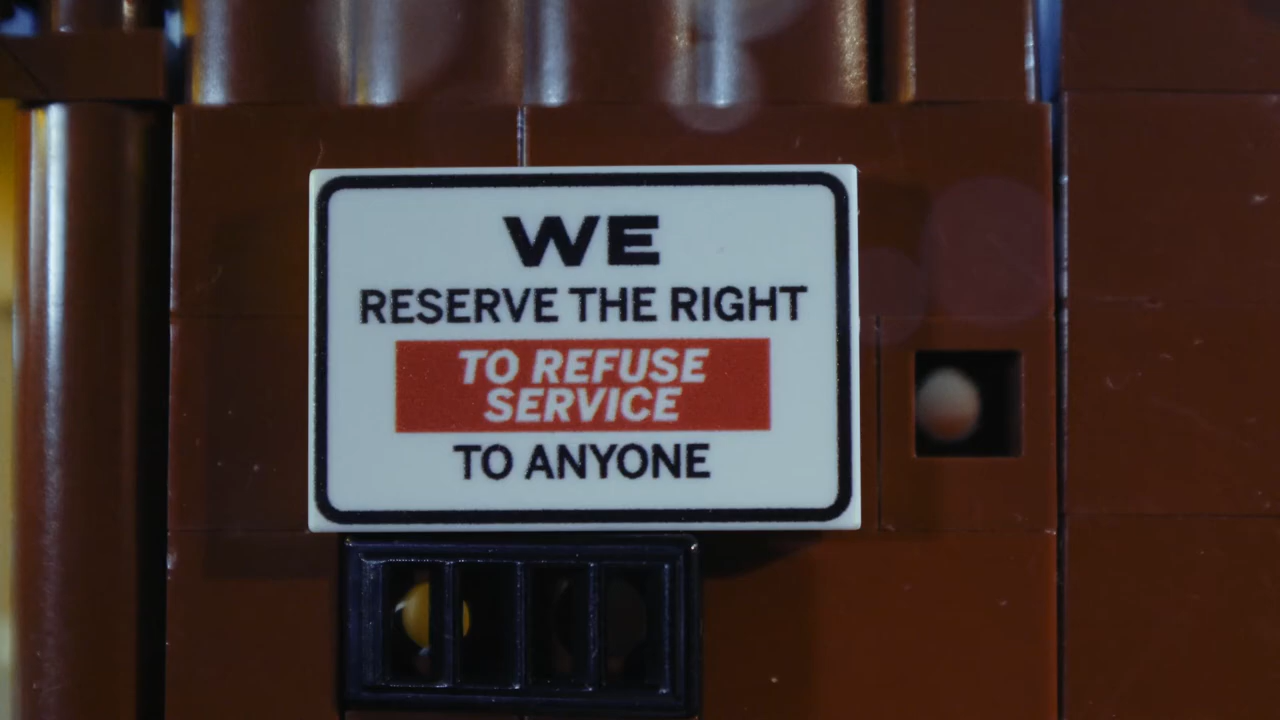 WE
RESERVE THE RIGHT
TO REFUSE
SERVICE
TO ANYONE